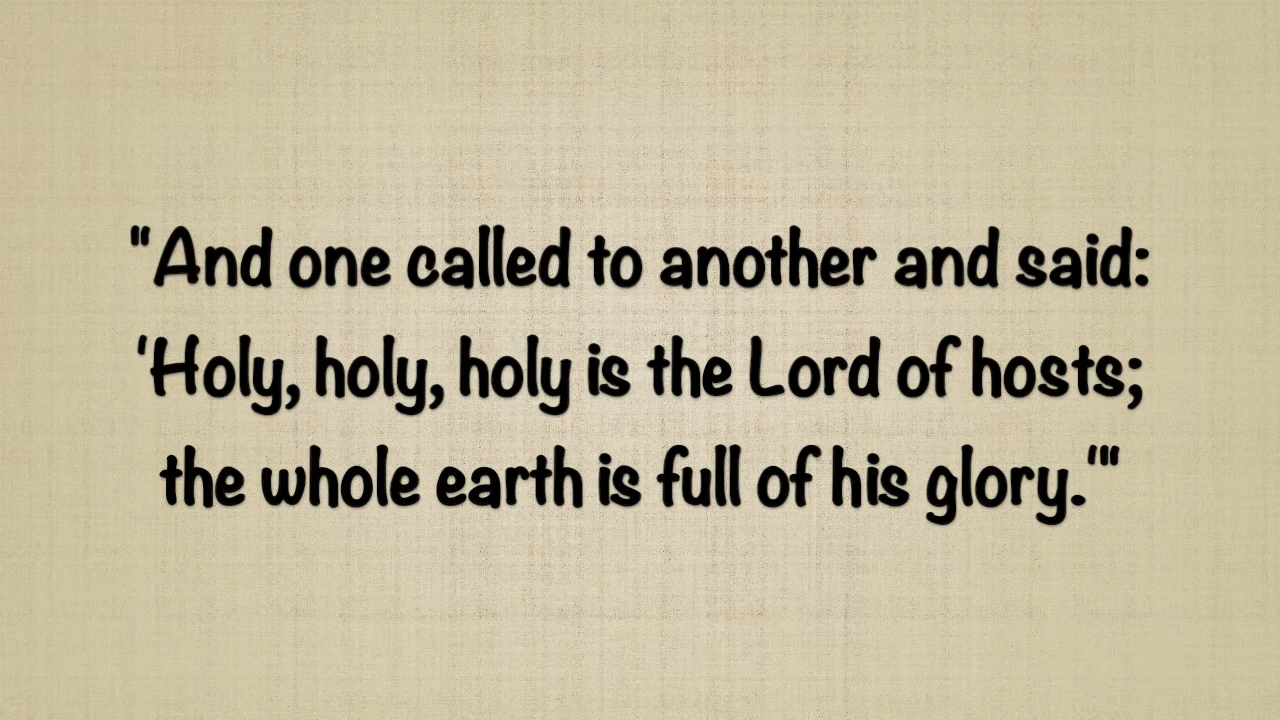 "And one called to another and said:
'Holy, holy, holy is the Lord of hosts;
the whole earth is full of his glory.'"